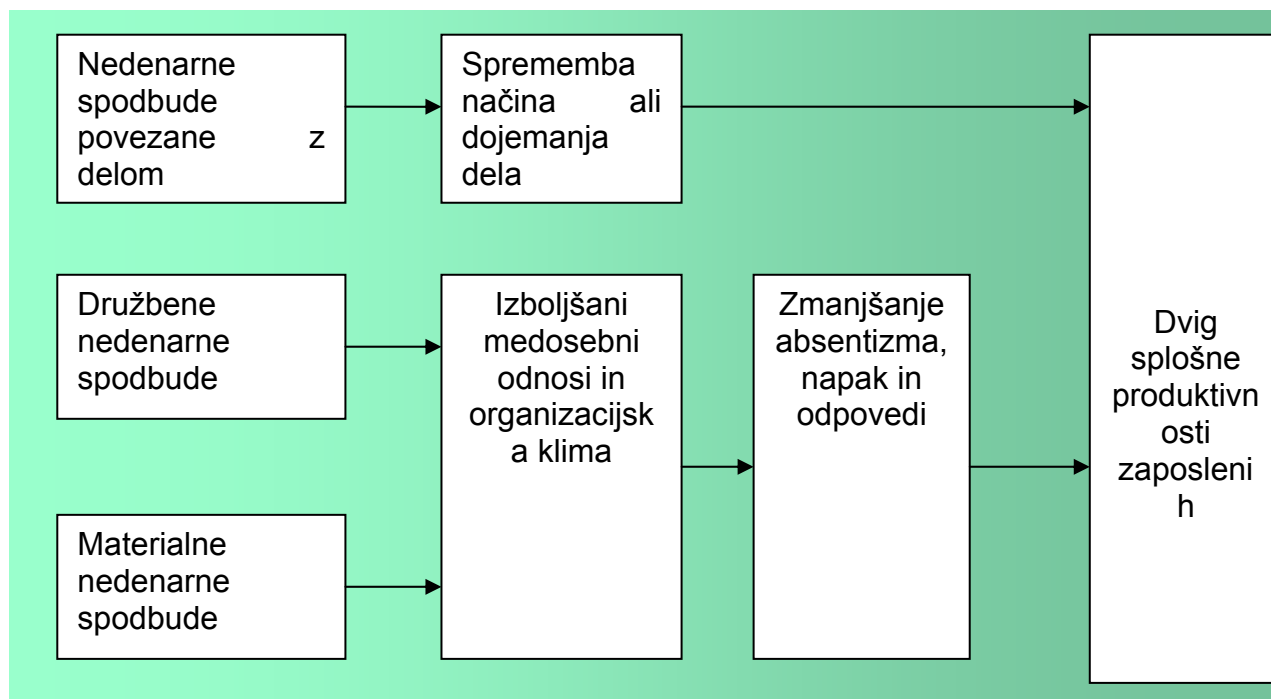 Nedenarne
spodbude
povezane z
delom
Sprememba
načina ali
dojemanja
dela
Družbene
nedenarne
spodbude
Izboljšani
medosebni
odnosi in
organizacijsk
a klima
Zmanjšanje
absentizma,
napak in
odpovedi
Materialne
nedenarne
spodbude
Dvig
splošne
produktivn
osti
zaposleni
h